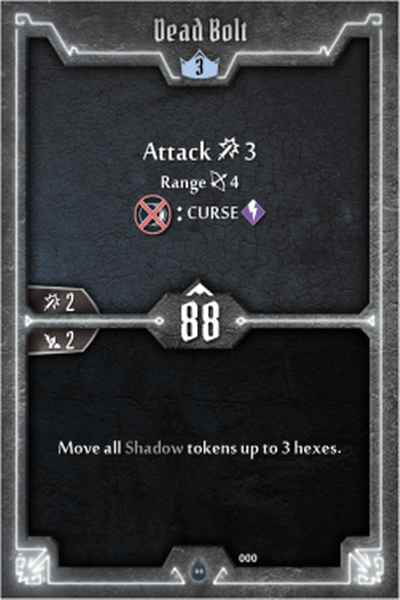 Dead Bolt
3
Attack 3
Range 4
: CURSE
2
88
2
Move all Shadow tokens up to 3 hexes.
000